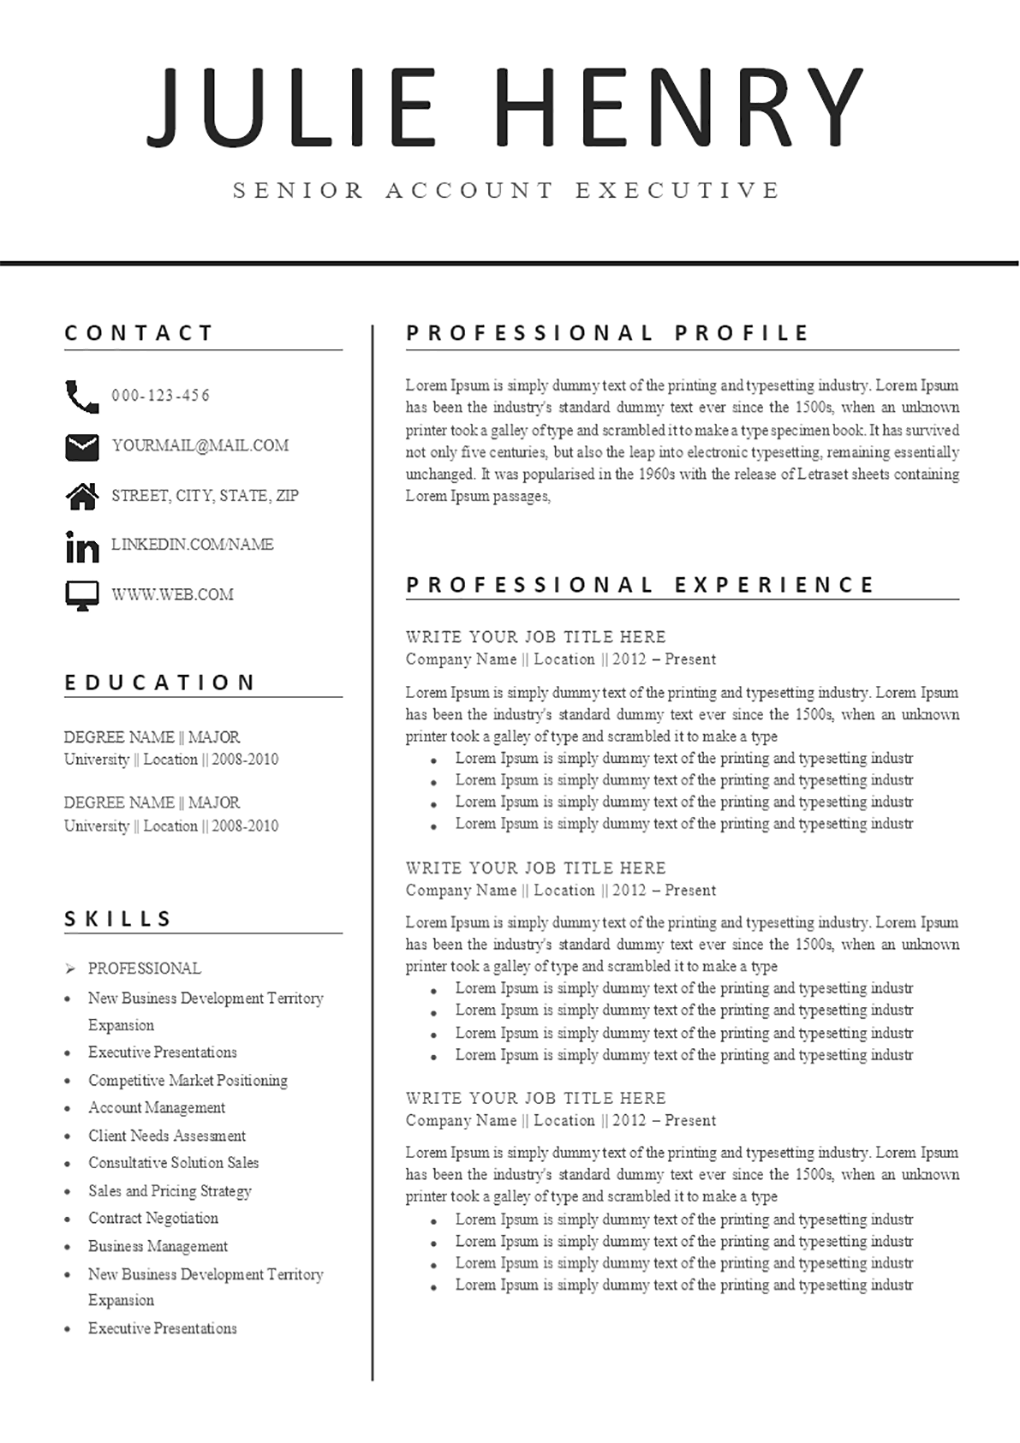 JULIE HENRY
SENIOR ACCOUNT EXECUTIVE
CONTACT
000-123-456
YOURMAIL@MAIL.COM
STREET, CITY, STATE, ZIP
in LINKEDIN.COM/NAME
WWW.WEB.COM
EDUCATION
DEGREE NAME || MAJOR
University || Location || 2008-2010
DEGREE NAME || MAJOR
University || Location || 2008-2010
SKILLS
➢ PROFESSIONAL
• New Business Development Territory
Expansion
• Executive Presentations
• Competitive Market Positioning
• Account Management
• Client Needs Assessment
• Consultative Solution Sales
• Sales and Pricing Strategy
• Contract Negotiation
• Business Management
• New Business Development Territory
Expansion
• Executive Presentations
PROFESSIONAL PROFILE
Lorem Ipsum is simply dummy text of the printing and typesetting industry. Lorem Ipsum
has been the industry's standard dummy text ever since the 1500s, when an unknown
printer took a galley of type and scrambled it to make a type specimen book. It has survived
not only five centuries, but also the leap into electronic typesetting, remaining essentially
unchanged. It was popularised in the 1960s with the release of Letraset sheets containing
Lorem Ipsum passages,
PROFESSIONAL EXPERIENCE
WRITE YOUR JOB TITLE HERE
Company Name || Location || 2012 – Present
Lorem Ipsum is simply dummy text of the printing and typesetting industry. Lorem Ipsum
has been the industry's standard dummy text ever since the 1500s, when an unknown
printer took a galley of type and scrambled it to make a type
• Lorem Ipsum is simply dummy text of the printing and typesetting industr
• Lorem Ipsum is simply dummy text of the printing and typesetting industr
• Lorem Ipsum is simply dummy text of the printing and typesetting industr
• Lorem Ipsum is simply dummy text of the printing and typesetting industr
WRITE YOUR JOB TITLE HERE
Company Name || Location || 2012 – Present
Lorem Ipsum is simply dummy text of the printing and typesetting industry. Lorem Ipsum
has been the industry's standard dummy text ever since the 1500s, when an unknown
printer took a galley of type and scrambled it to make a type
• Lorem Ipsum is simply dummy text of the printing and typesetting industr
• Lorem Ipsum is simply dummy text of the printing and typesetting industr
• Lorem Ipsum is simply dummy text of the printing and typesetting industr
• Lorem Ipsum is simply dummy text of the printing and typesetting industr
WRITE YOUR JOB TITLE HERE
Company Name || Location || 2012 – Present
Lorem Ipsum is simply dummy text of the printing and typesetting industry. Lorem Ipsum
has been the industry's standard dummy text ever since the 1500s, when an unknown
printer took a galley of type and scrambled it to make a type
• Lorem Ipsum is simply dummy text of the printing and typesetting industr
• Lorem Ipsum is simply dummy text of the printing and typesetting industr
• Lorem Ipsum is simply dummy text of the printing and typesetting industr
• Lorem Ipsum is simply dummy text of the printing and typesetting industr